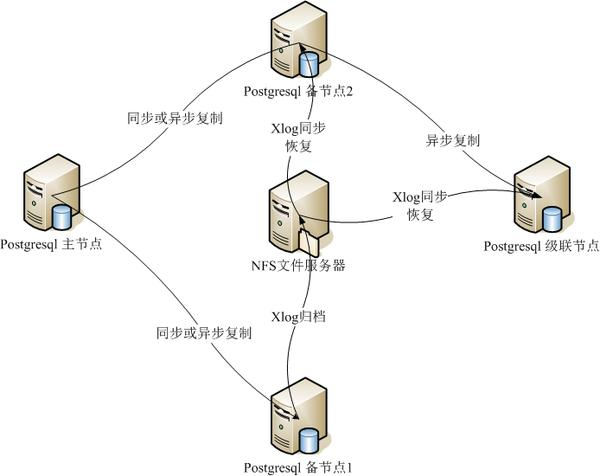 Postgresql 备节点2
同步或异步复制
Xlog同步
恢复
异步复制
Xlog同步
恢复
Postgresql 主节点
Postgresql 级联节点
NFS文件服务器
Xlog归档
同步或异步复制
Postgresql 备节点1